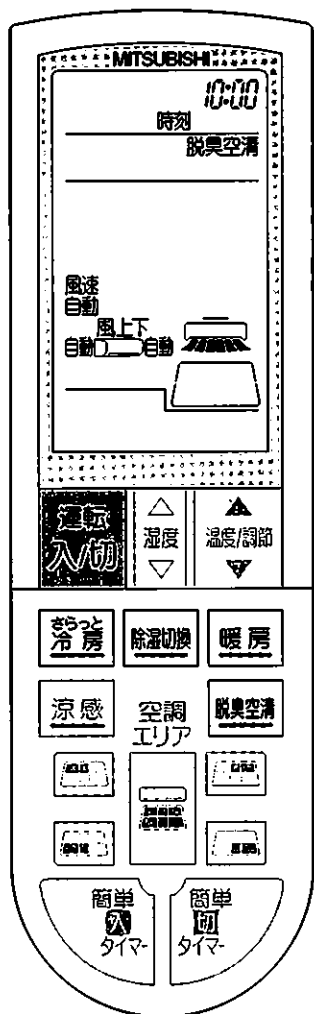 MITSUBISHI
10:00
時刻
脱臭空清
風速
自動
風上下
自動 自動
運転
入/切
湿度
温度/調節
さらっと
冷房
除湿切換
暖房
涼感
空調
エリア
脱臭空清
簡単
入
タイマー
簡単
切
タイマー